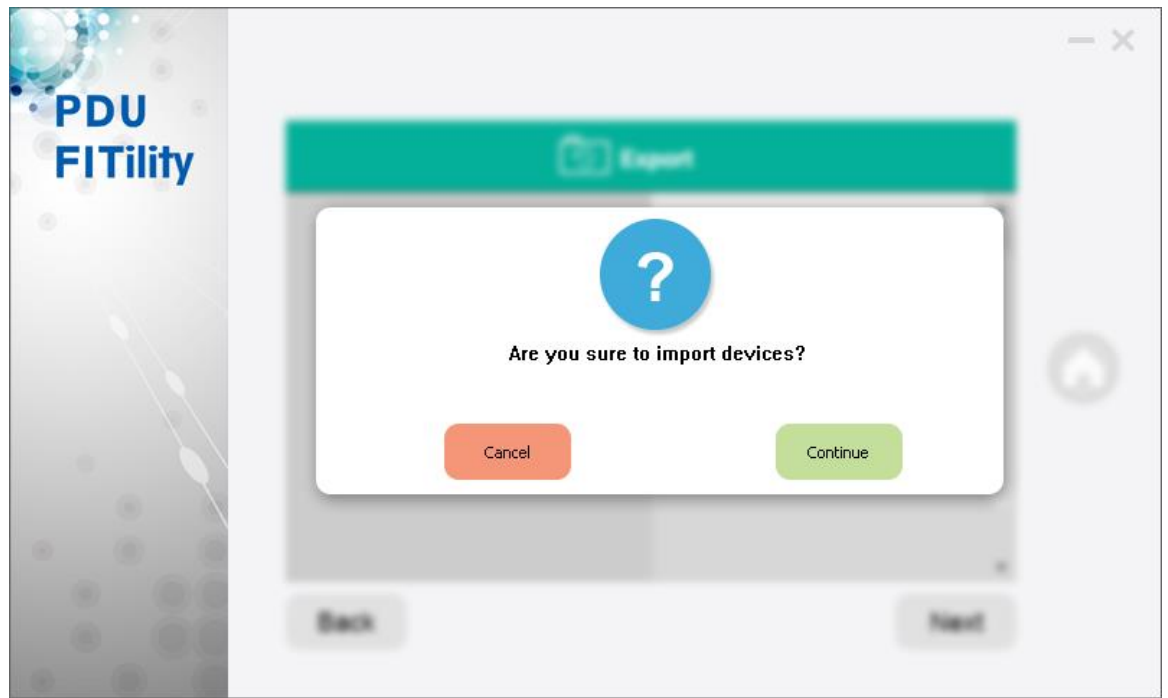 PDU
FITility
Export
?
Are you sure to import devices?
Cancel
Continue
Back
Next